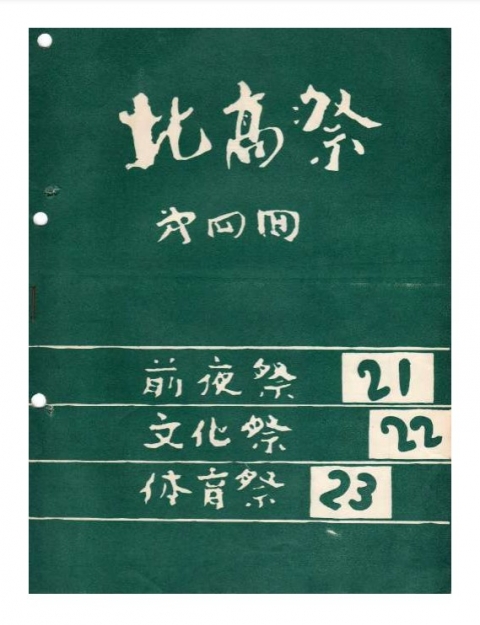 北高祭
第四回
前夜祭 21
文化祭 22
体育祭 23